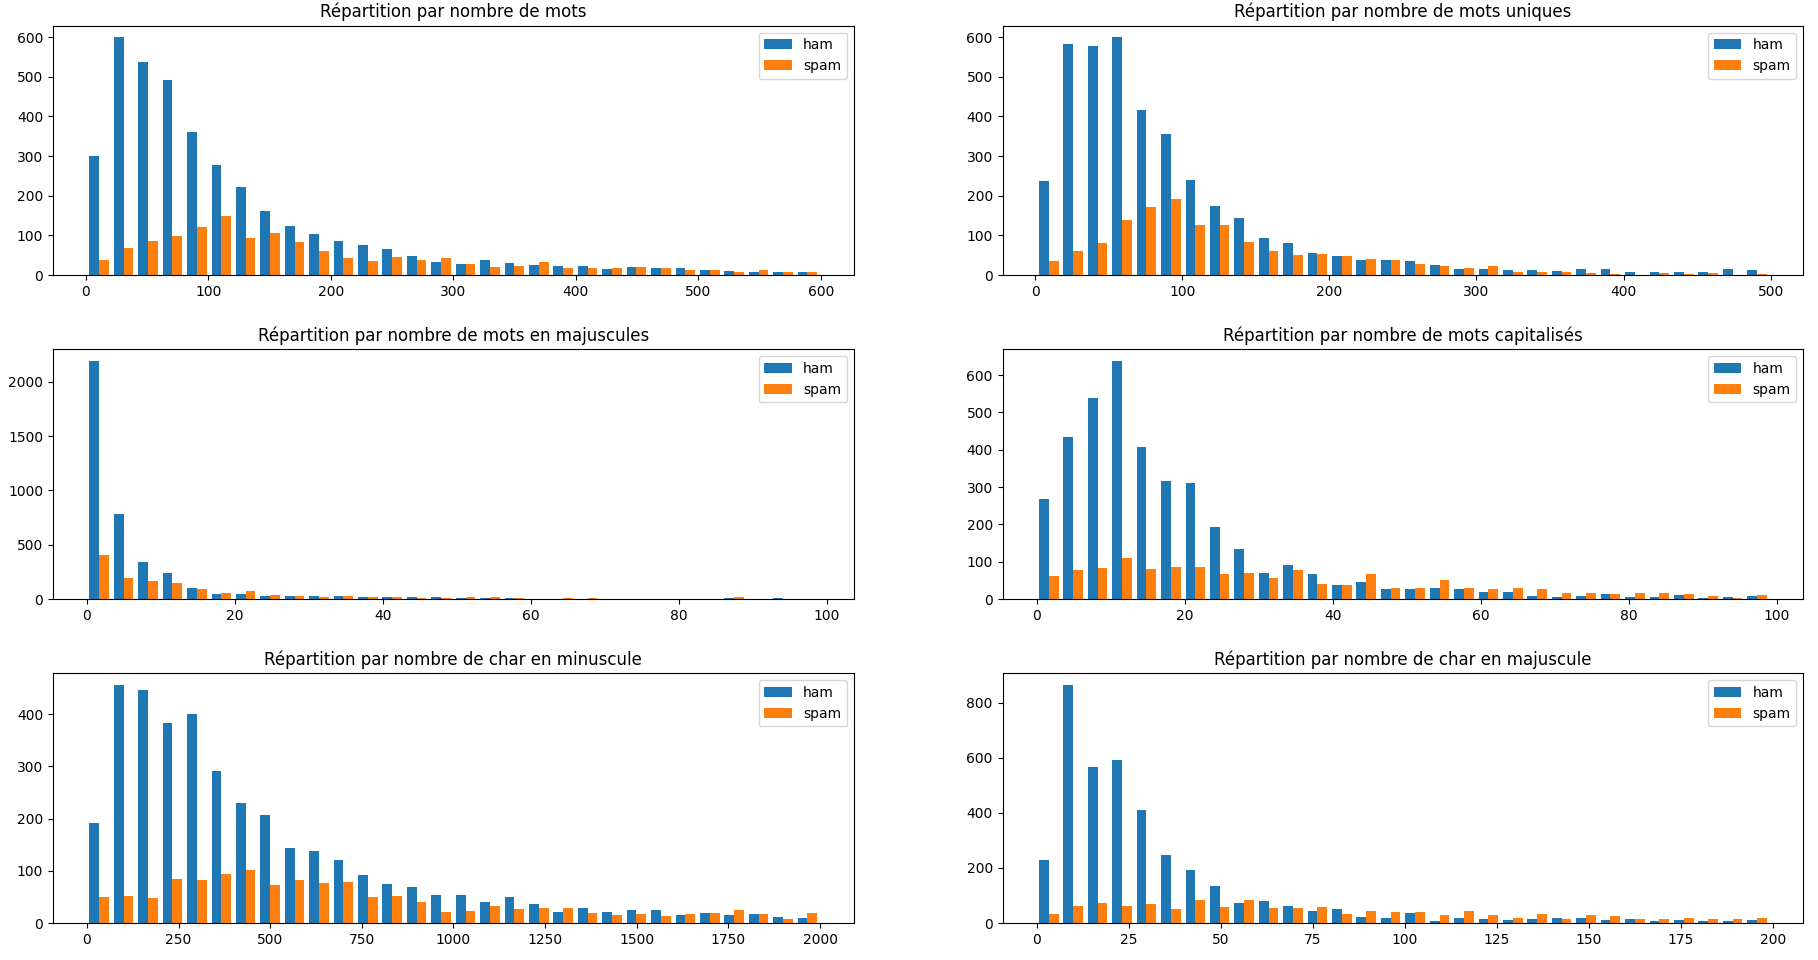 Répartition par nombre de mots
600
500
400
300
200
100
0
0 100 200 300 400 500 600
ham
spam
Répartition par nombre de mots uniques
600
500
400
300
200
100
0
0 100 200 300 400 500
ham
spam
Répartition par nombre de mots en majuscules
2000
1500
1000
500
0
0 20 40 60 80 100
ham
spam
Répartition par nombre de mots capitalisés
600
500
400
300
200
100
0
0 20 40 60 80 100
ham
spam
Répartition par nombre de char en minuscule
400
300
200
100
0
0 250 500 750 1000 1250 1500 1750 2000
ham
spam
Répartition par nombre de char en majuscule
800
600
400
200
0
0 25 50 75 100 125 150 175 200
ham
spam